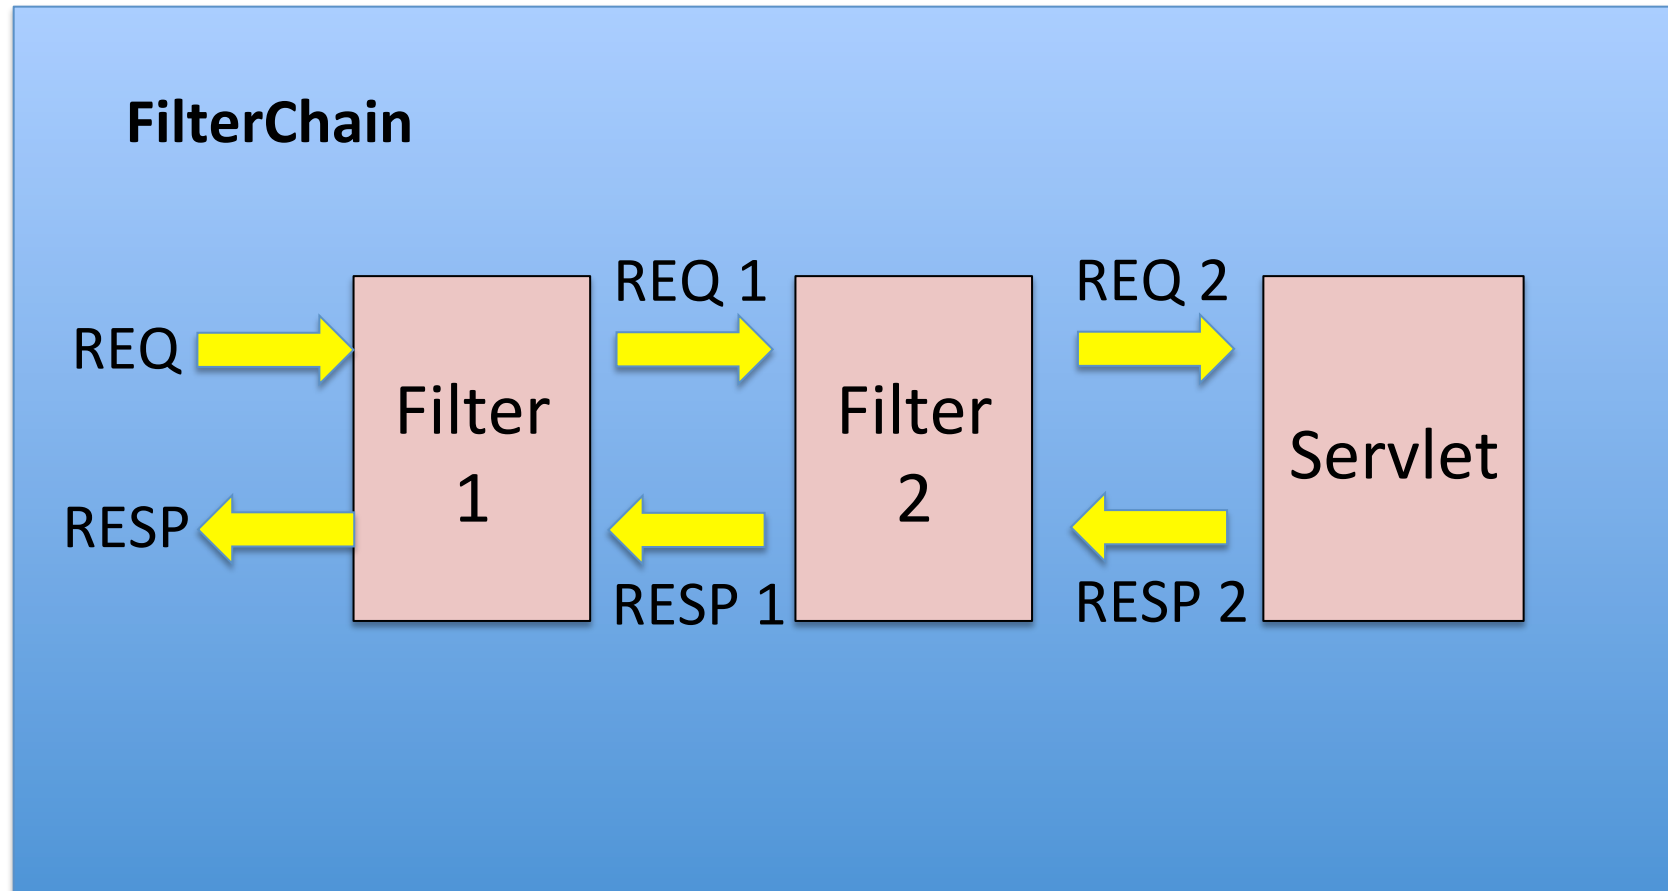 FilterChain
REQ
Filter
1
REQ 1
Filter
2
REQ 2
Servlet
RESP
RESP 1
RESP 2